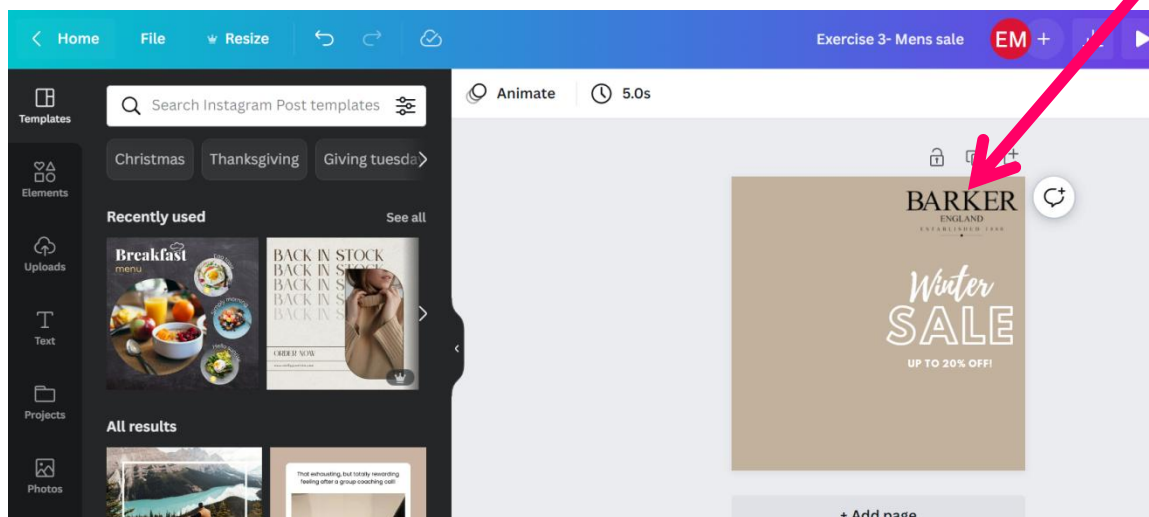 Home File Resize Exercise 3- Mens sale EM +
Templates
Search Instagram Post templates
Animate 5.0s
Christmas Thanksgiving Giving tuesda
Elements
Recently used See all
Uploads
Breakfast
menu
BACK IN STOCK
BACK IN STOCK
BACK IN S
BACK IN S
BACK IN S
ORDER NOW
Text
Projects
All results
Photos
That exhausting, but totally rewarding
feeling after a group coaching call!
BARKER
ENGLAND
ESTABLISHED 1880
Winter
SALE
UP TO 20% OFF!
+ Add page